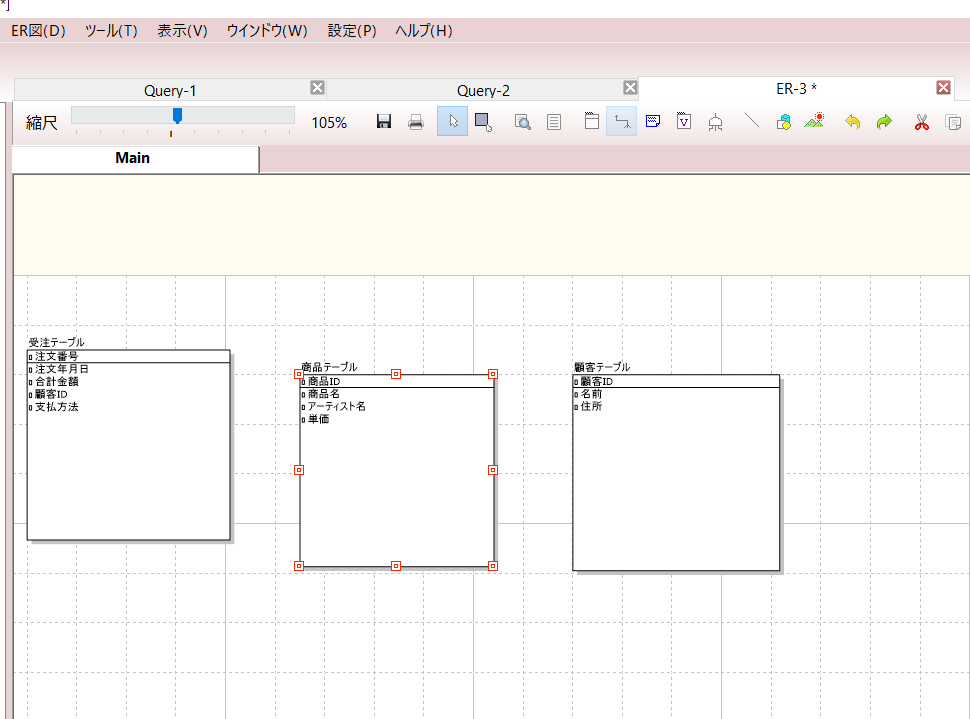 *]
ER図(D) ツール(T) 表示(V) ウインドウ(W) 設定(P) ヘルプ(H)
Query-1 Query-2 ER-3 *
縮尺 105%
Main
受注テーブル
注文番号
注文年月日
合計金額
顧客ID
支払方法
商品テーブル
商品ID
商品名
アーティスト名
単価
顧客テーブル
顧客ID
名前
住所